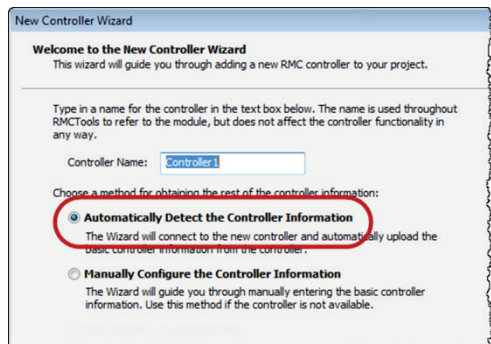 New Controller Wizard
Welcome to the New Controller Wizard
This wizard will guide you through adding a new RMC controller to your project.
Type in a name for the controller in the text box below. The name is used throughout
RMCTools to refer to the module, but does not affect the controller functionality in
any way.
Controller Name: Controller1
Choose a method for obtaining the rest of the controller information:
Automatically Detect the Controller Information
The Wizard will connect to the new controller and automatically upload the
basic controller information from the controller.
Manually Configure the Controller Information
The Wizard will guide you through manually entering the basic controller
information. Use this method if the controller is not available.